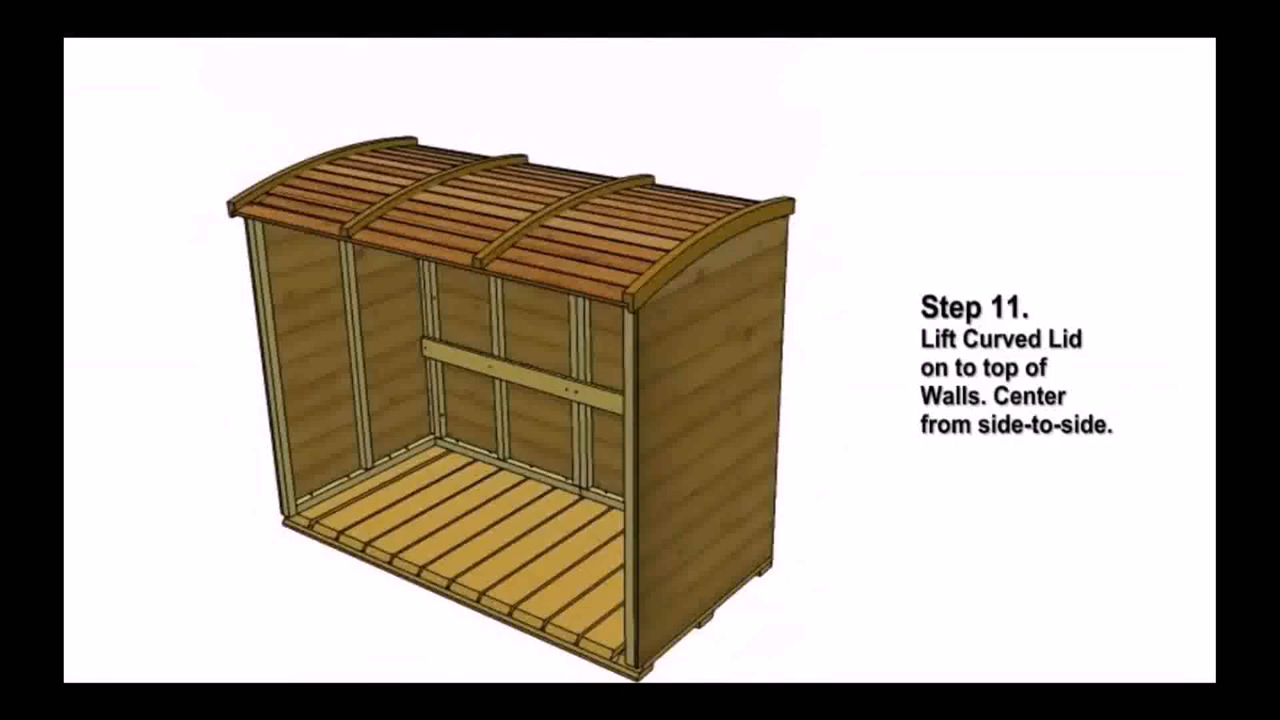 Step 11.
Lift Curved Lid
on to top of
Walls. Center
from side-to-side.